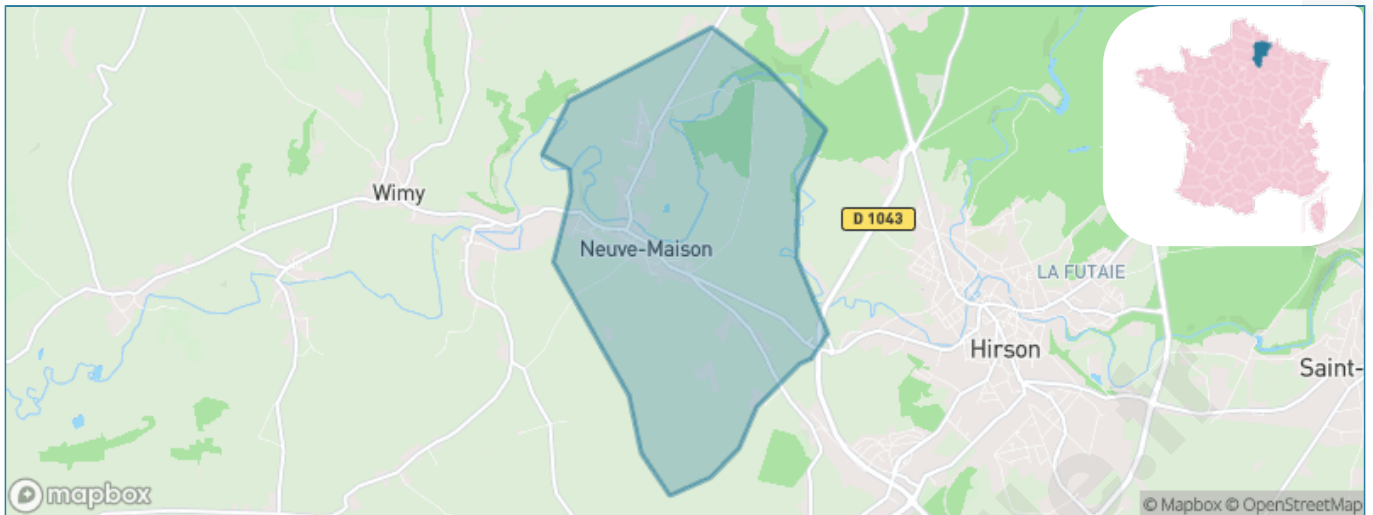 Wimy
Neuve-Maison
D 1043
LA FUTAIE
Hirson
Saint-
mapbox
© Mapbox © OpenStreetMap